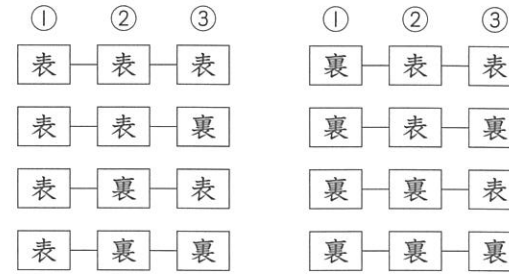 ① ② ③
表 表 表
表 表 裏
表 裏 表
表 裏 裏
① ② ③
裏 表 表
裏 表 裏
裏 裏 表
裏 裏 裏